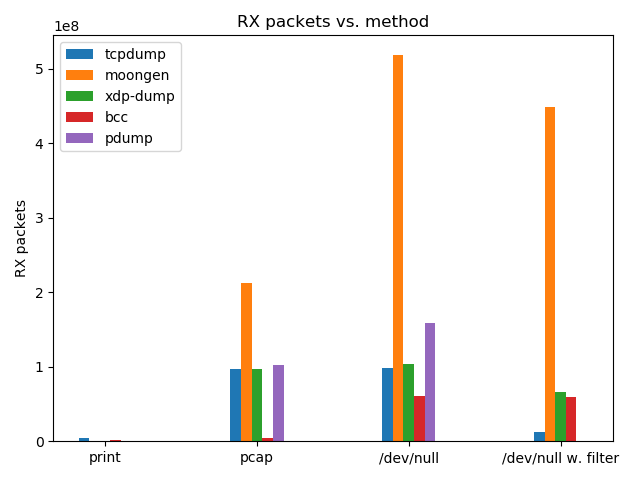 RX packets vs. method
1e8
tcpdump
moongen
xdp-dump
bcc
pdump
5
4
3
2
1
0
RX packets
print
pcap
/dev/null
/dev/null w. filter